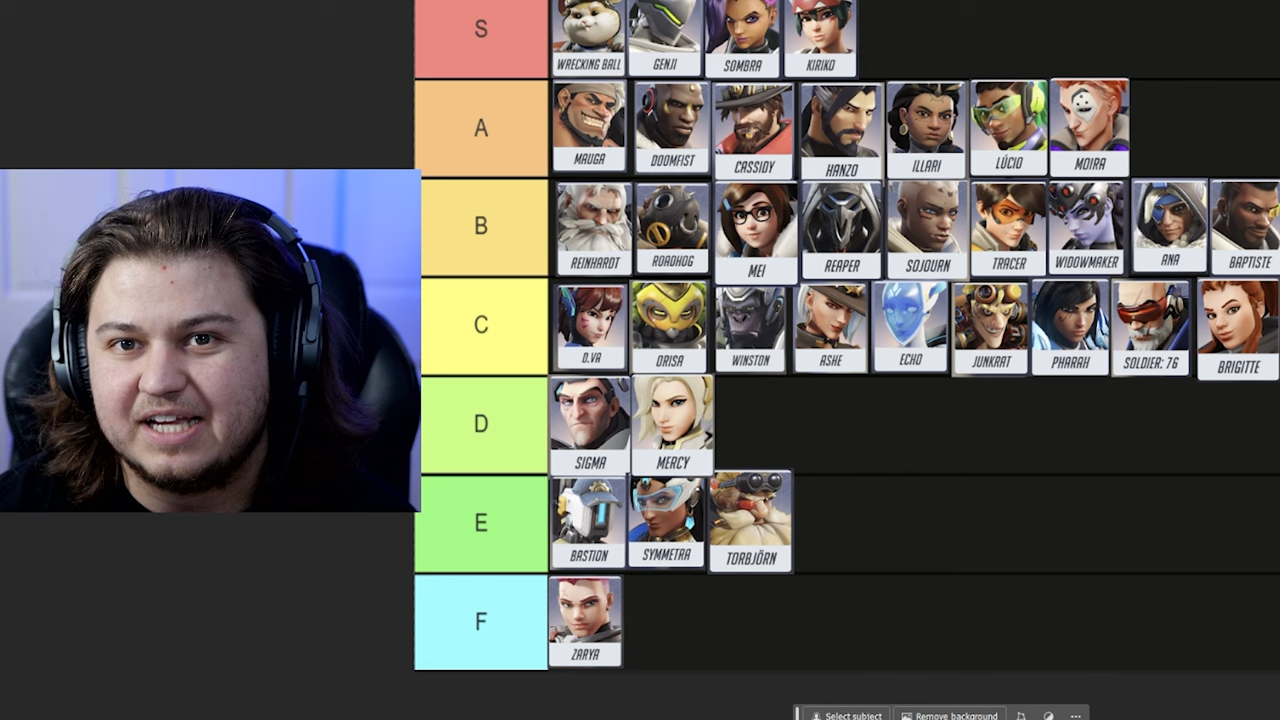 S
WRECKING BALL GENJI SOMBRA KIRIKO
A
MAUGA DOOMFIST CASSIDY HANZO ILLARI LÚCIO MOIRA
B
REINHARDT ROADHOG MEI REAPER SOJOURN TRACER WIDOWMAKER ANA BAPTISTE
C
D.VA ORISA WINSTON ASHE ECHO JUNKRAT PHARAH SOLDIER: 76 BRIGITTE
D
SIGMA MERCY
E
BASTION SYMMETRA TORBJÖRN
F
ZARYA
Select subject Remove background